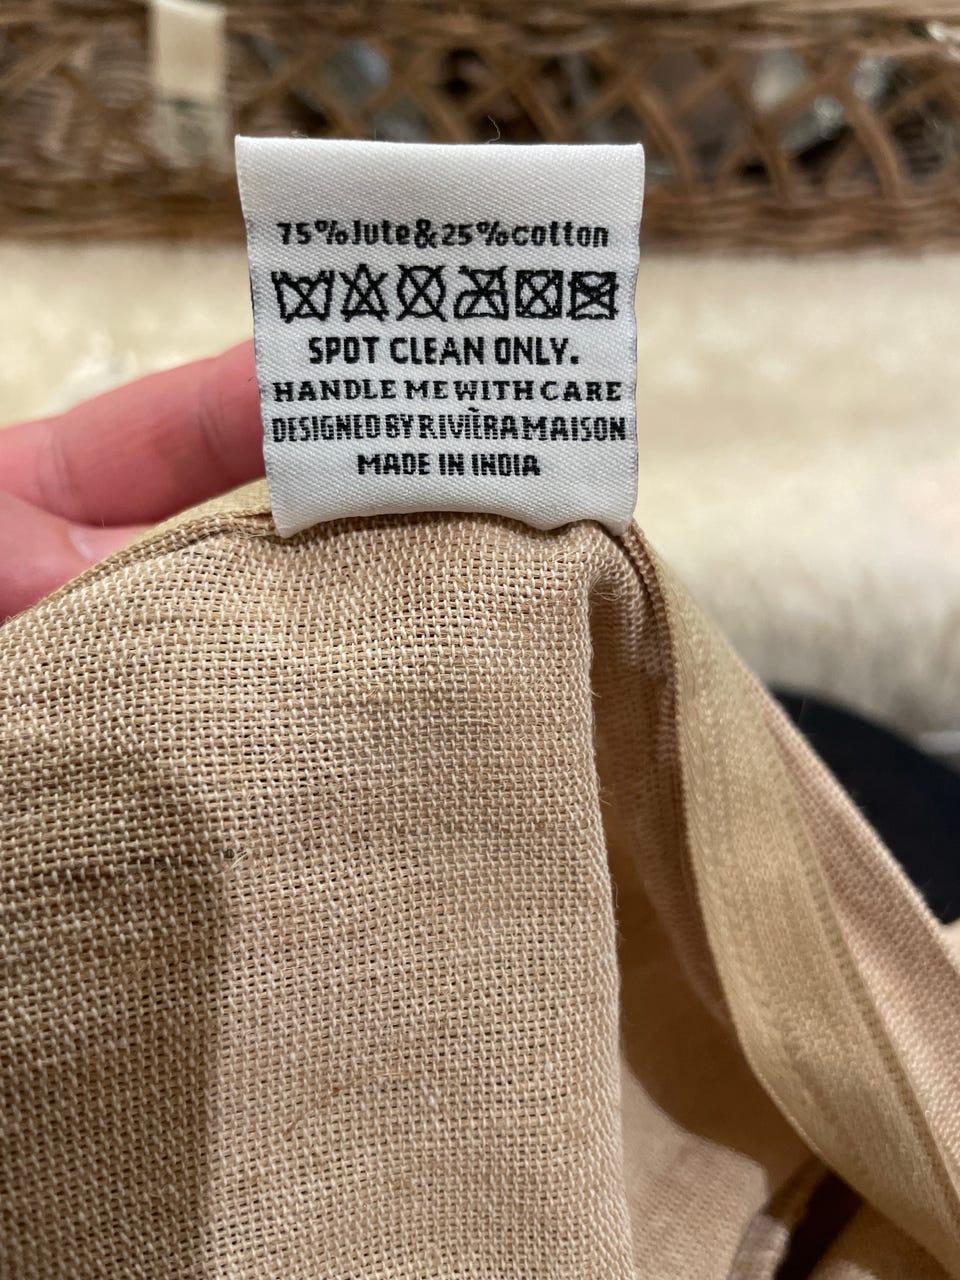 75%Jute&25%cotton
SPOT CLEAN ONLY.
HANDLE ME WITH CARE
DESIGNED BY RIVIÈRA MAISON
MADE IN INDIA